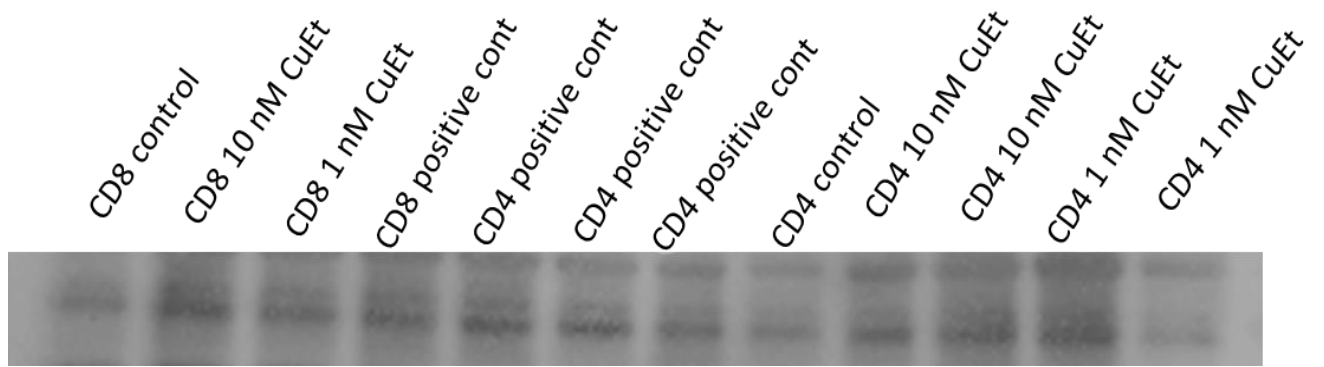 CD8 control
CD8 10 nM CuEt
CD8 1 nM CuEt
CD8 positive cont
CD4 positive cont
CD4 positive cont
CD4 positive cont
CD4 control
CD4 10 nM CuEt
CD4 10 nM CuEt
CD4 1 nM CuEt
CD4 1 nM CuEt